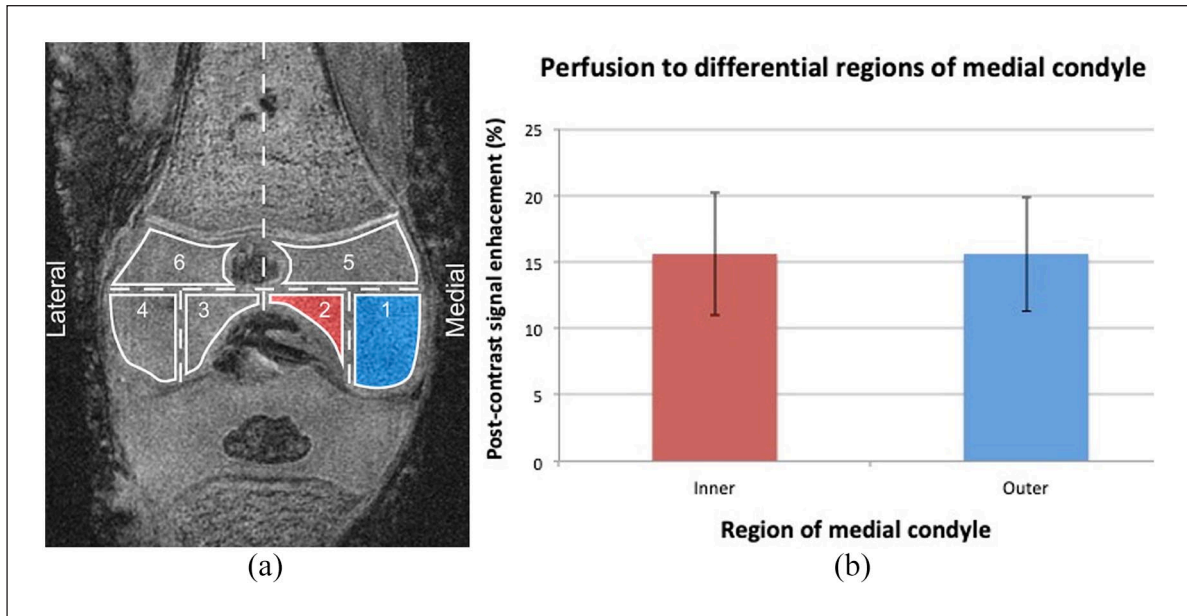 Lateral
6
5
4
3
2
1
Medial
(a)
Perfusion to differential regions of medial condyle
Post-contrast signal enhacement (%)
25
20
15
10
5
0
Inner
Outer
Region of medial condyle
(b)